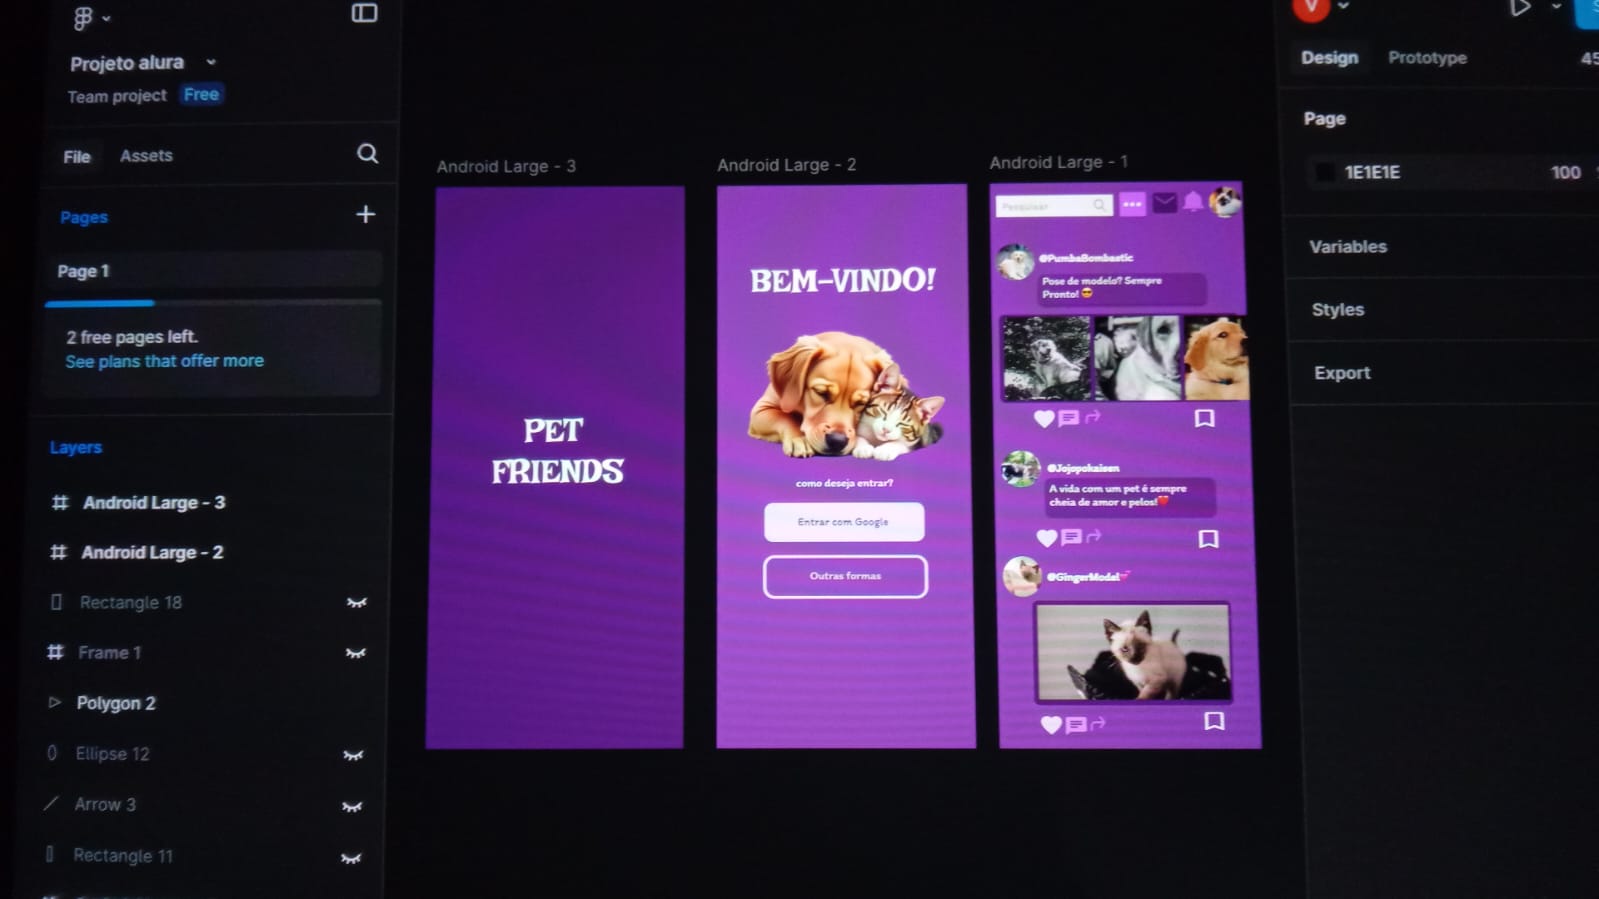 Projeto alura
Team project Free
File Assets
Pages
Page 1
2 free pages left.
See plans that offer more
Layers
Android Large - 3
Android Large - 2
Rectangle 18
Frame 1
Polygon 2
Ellipse 12
Arrow 3
Rectangle 11
Android Large - 3
PET
FRIENDS
Android Large - 2
BEM-VINDO!
como deseja entrar?
Entrar com Google
Outras formas
Android Large - 1
Pesquisar
@PumbaBombastic
Pose de modelo? Sempre
Pronto! 😎
@Jojopokaisen
A vida com um pet é sempre
cheia de amor e pelos!❤️
@GingerModel💕
V
Design Prototype 45
Page
1E1E1E 100
Variables
Styles
Export